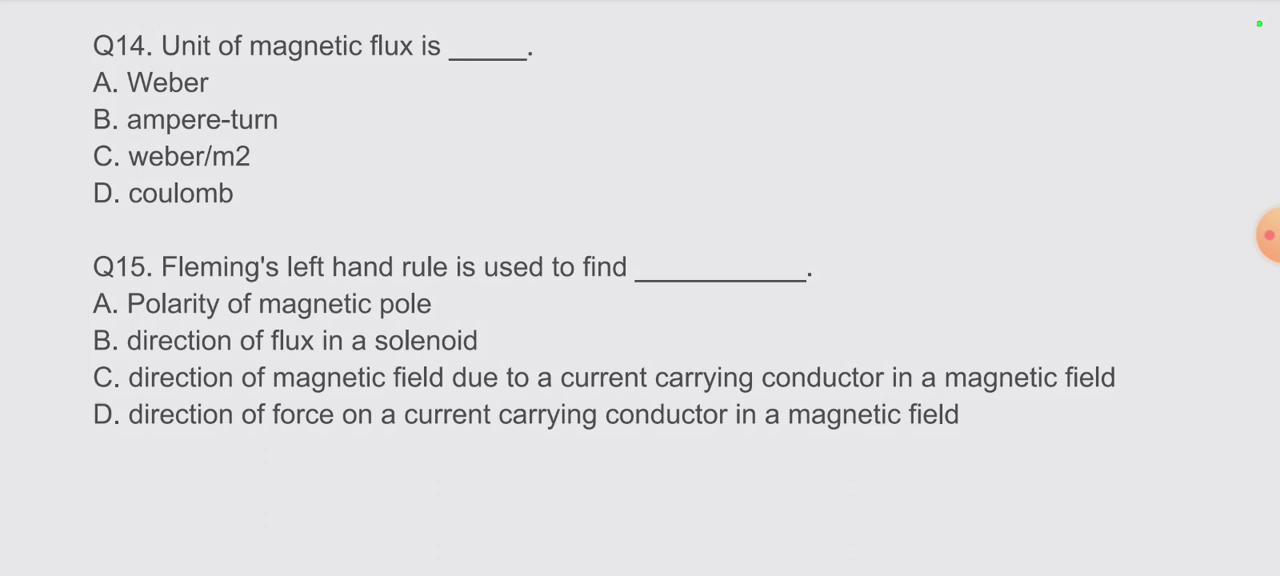 Q14. Unit of magnetic flux is _____.
A. Weber
B. ampere-turn
C. weber/m2
D. coulomb
Q15. Fleming's left hand rule is used to find ___________.
A. Polarity of magnetic pole
B. direction of flux in a solenoid
C. direction of magnetic field due to a current carrying conductor in a magnetic field
D. direction of force on a current carrying conductor in a magnetic field